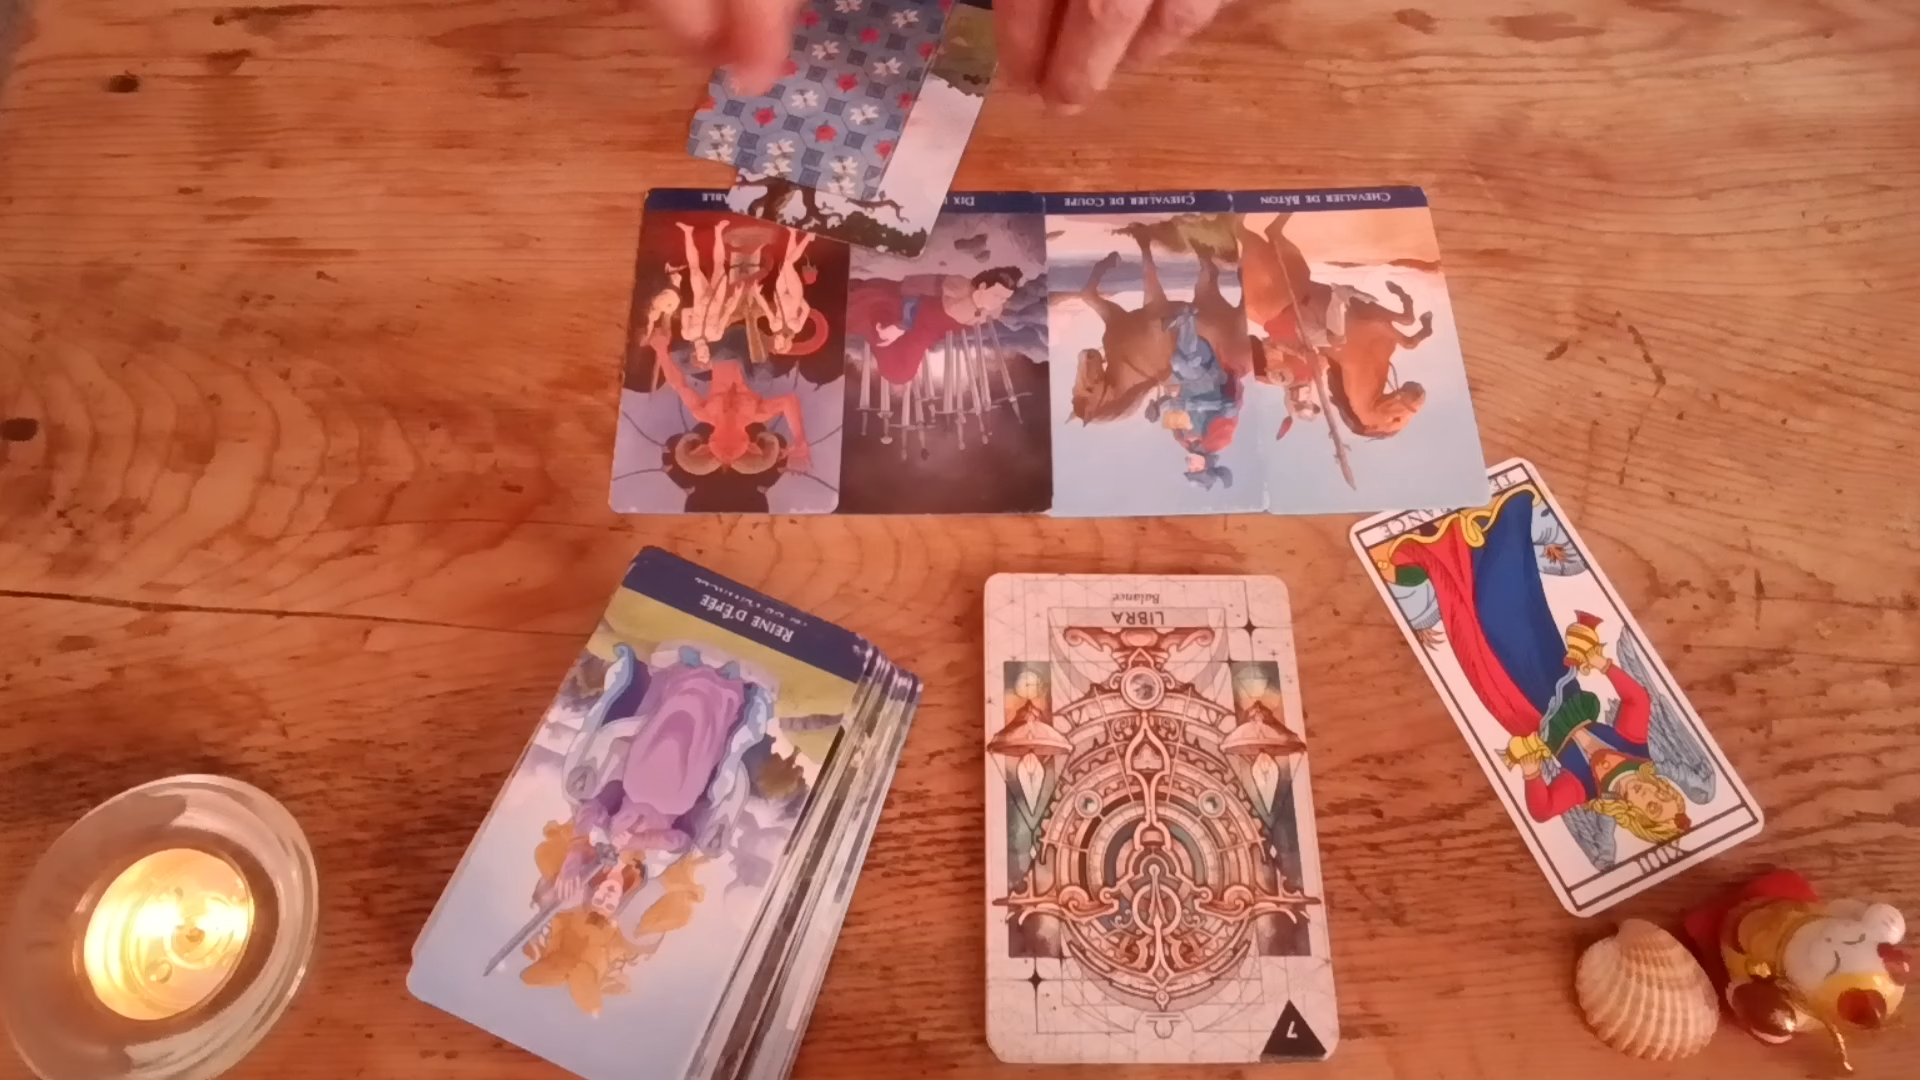 CHEVALIER DE BÂTON
CHEVALIER DE COUPE
DIX
REINE D'ÉPÉE
Balance
LIBRA
7
XIIII